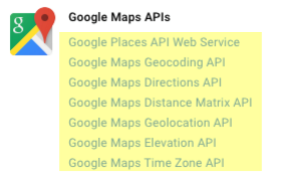 g
Google Maps APIs
Google Places API Web Service
Google Maps Geocoding API
Google Maps Directions API
Google Maps Distance Matrix API
Google Maps Geolocation API
Google Maps Elevation API
Google Maps Time Zone API